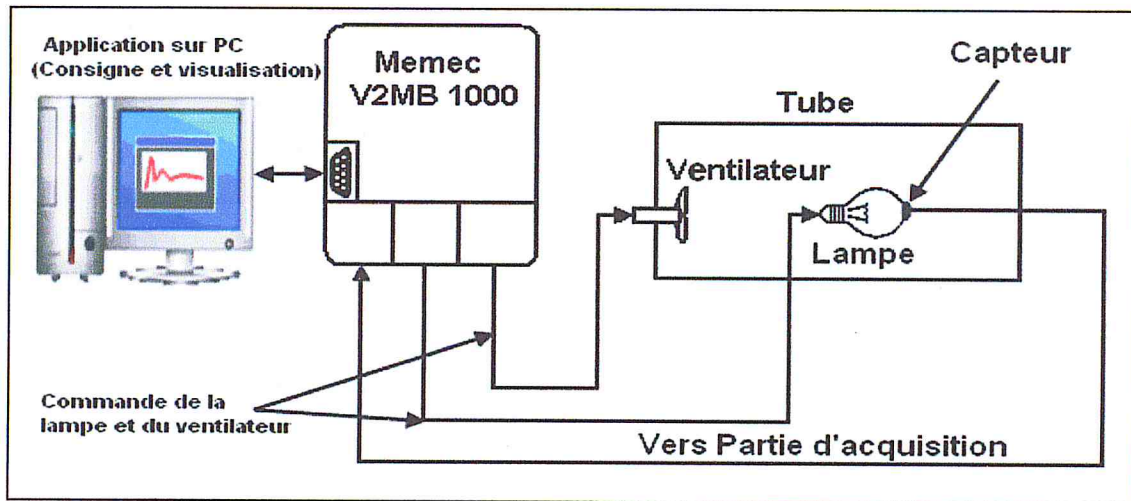 Application sur PC
(Consigne et visualisation)
Memec
V2MB 1000
Capteur
Tube
Ventilateur
Lampe
Commande de la
lampe et du ventilateur
Vers Partie d'acquisition